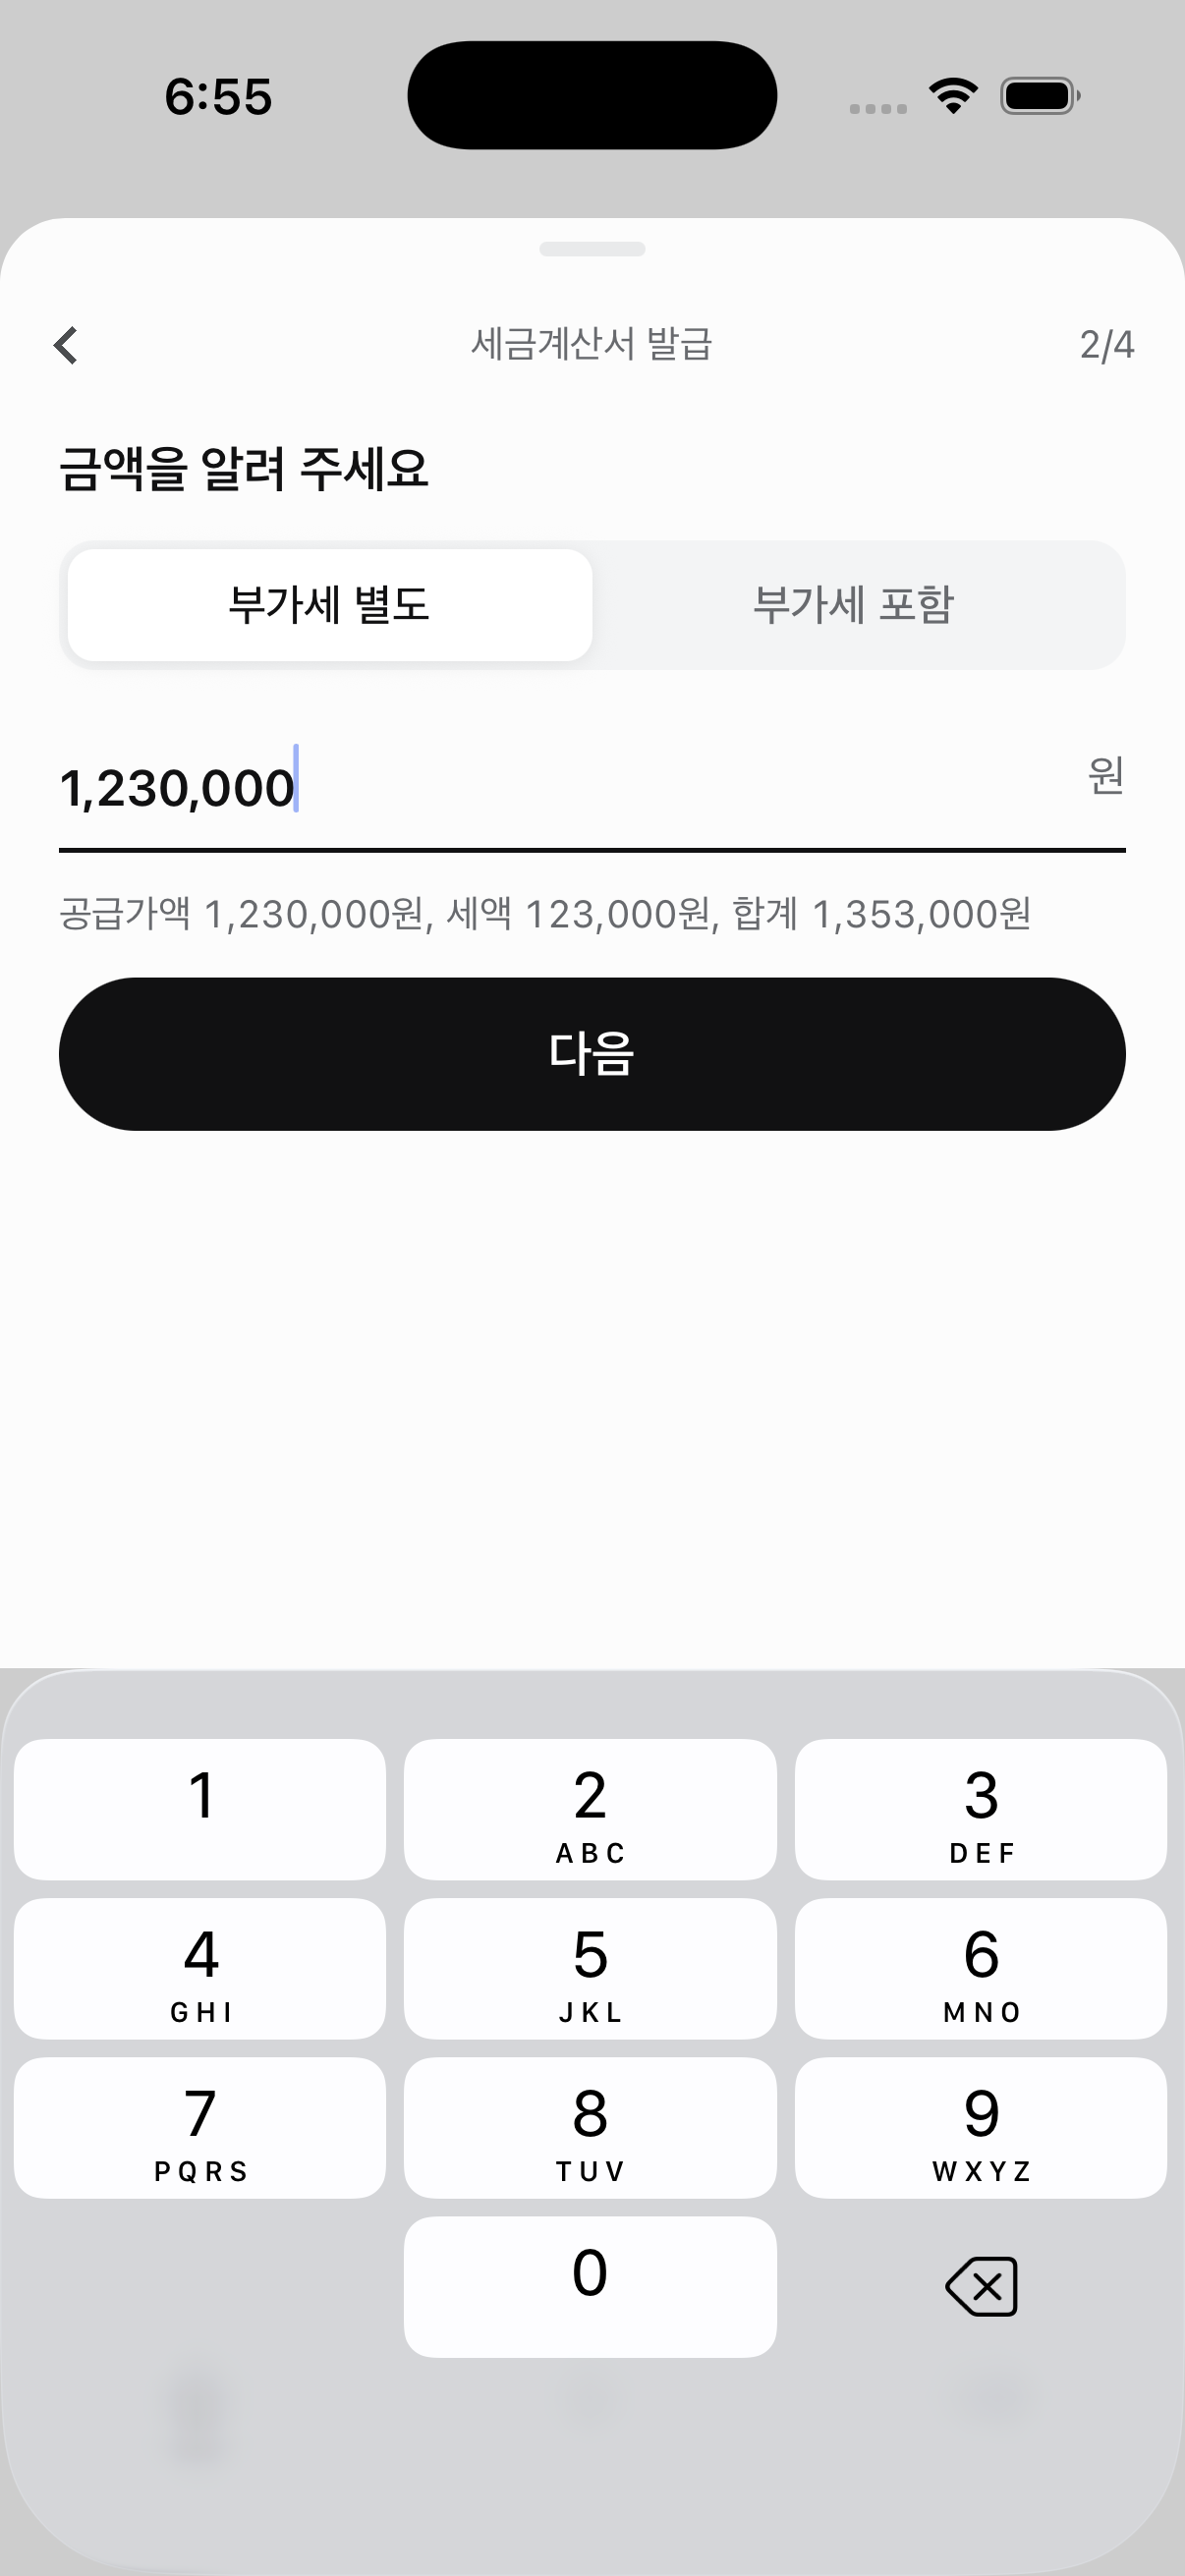 6:55
세금계산서 발급
2/4
금액을 알려 주세요
부가세 별도
부가세 포함
1,230,000
원
공급가액 1,230,000원, 세액 123,000원, 합계 1,353,000원
다음
1
2
3
ABC
DEF
4
5
6
GHI
JKL
MNO
7
8
9
PQRS
TUV
WXYZ
0